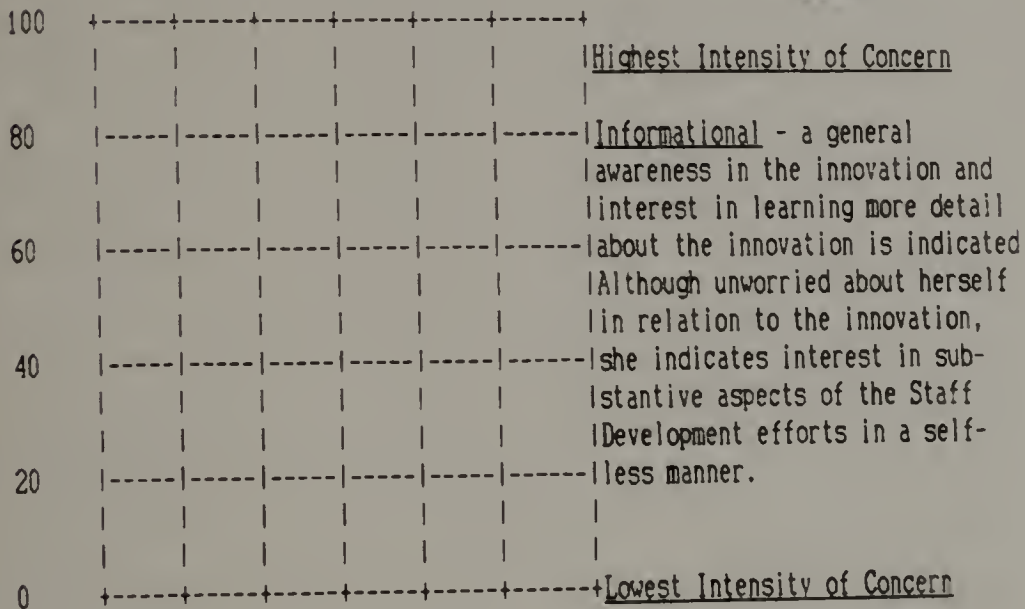 100
Highest Intensity of Concern
80 Informational - a general
awareness in the innovation and
interest in learning more detail
60 about the innovation is indicated
Although unworried about herself
in relation to the innovation,
40 she indicates interest in sub-
stantive aspects of the Staff
Development efforts in a self-
20 less manner.
0 Lowest Intensity of Concern